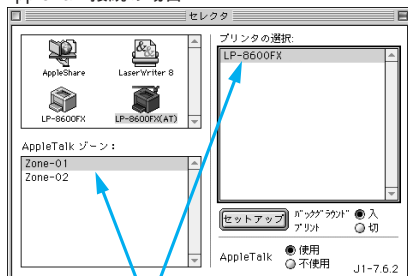 セレクタ
AppleShare
LaserWriter 8
LP-8600FX
LP-8600FX(AT)
AppleTalk ゾーン：
Zone-01
Zone-02
プリンタの選択:
LP-8600FX
セットアップ
バックグラウンド プリント
入
切
AppleTalk
使用
不使用
J1-7.6.2